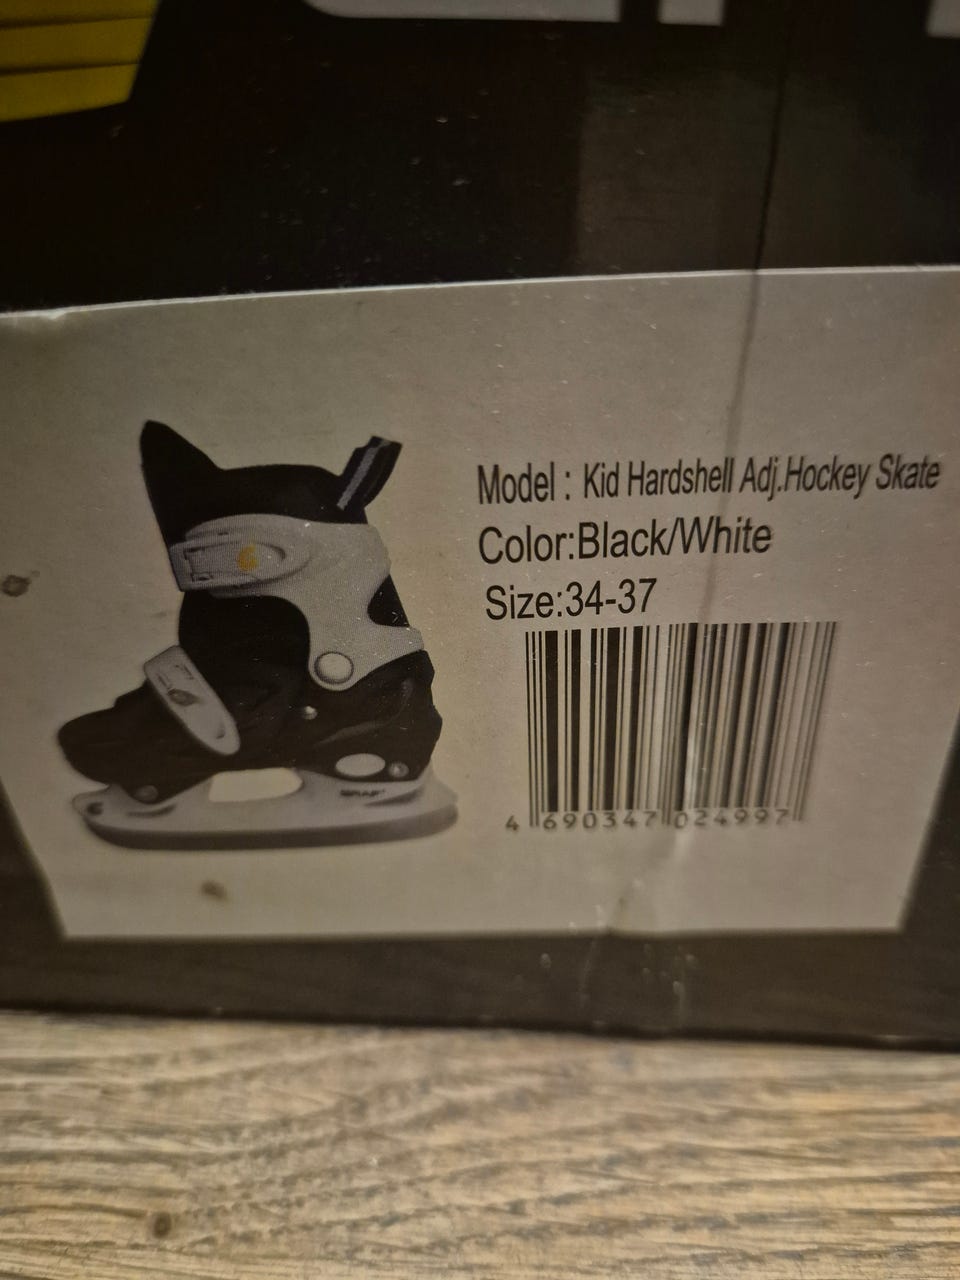 Model : Kid Hardshell Adj.Hockey Skate
Color:Black/White
Size:34-37
4 690347 024997